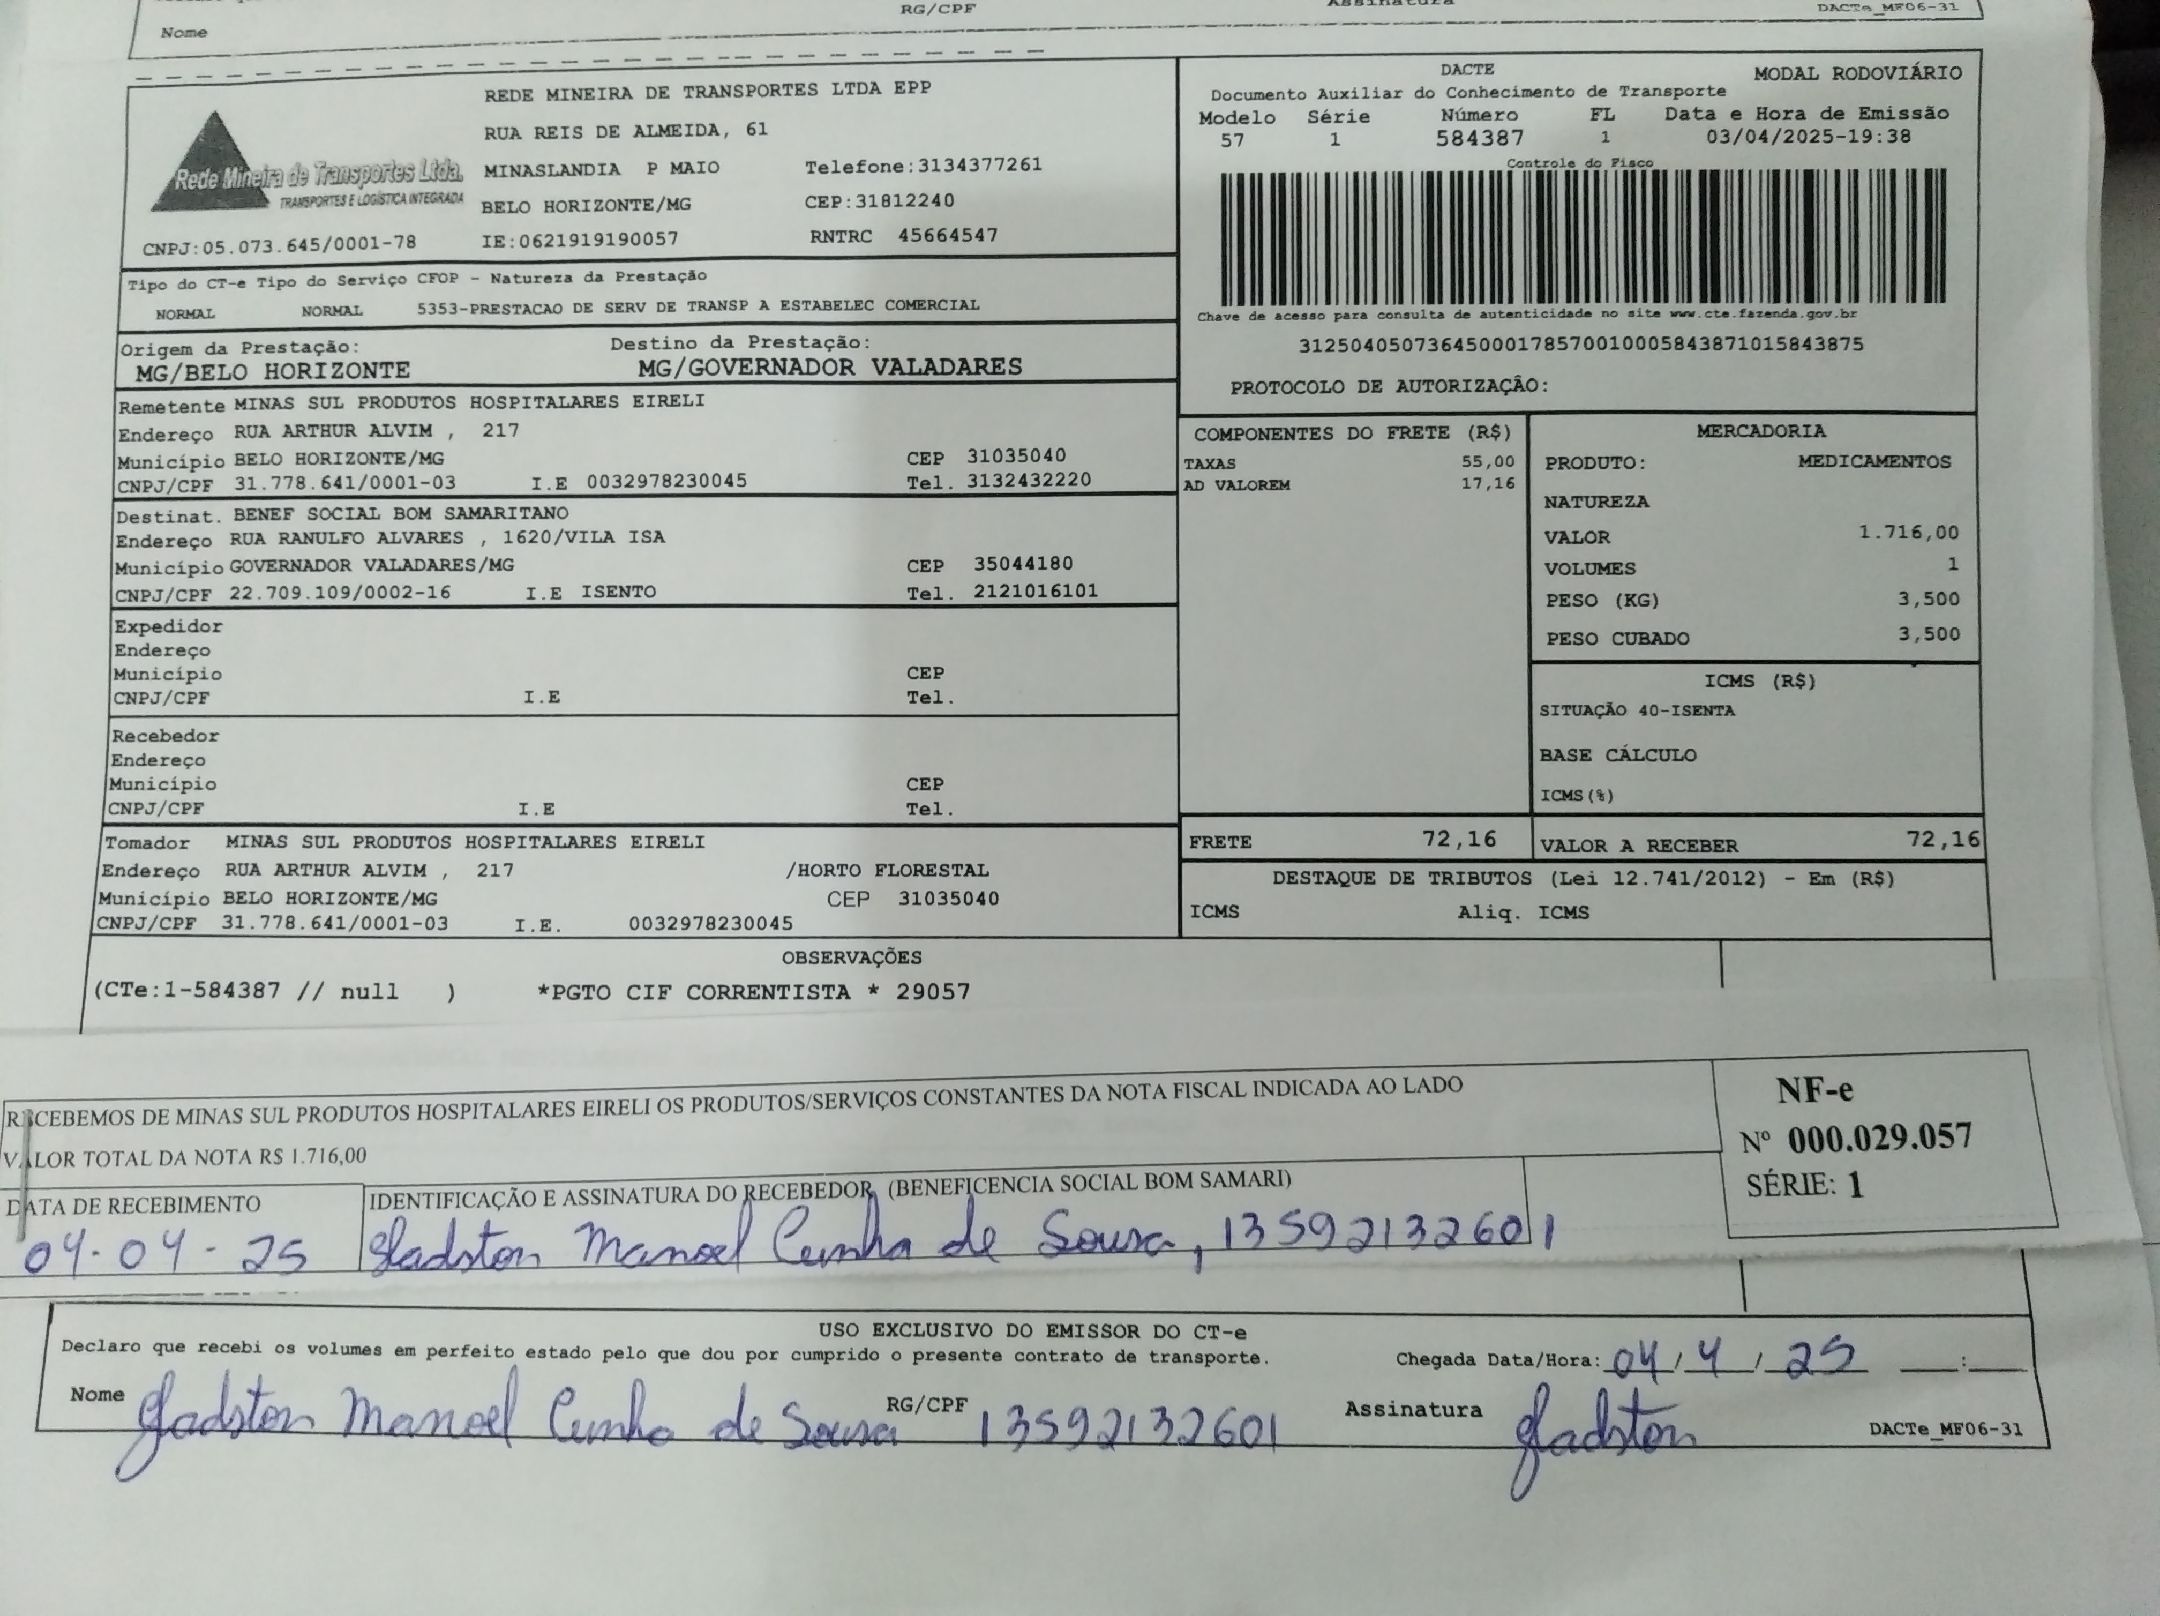 RG/CPF
Assinatura
DACTe_MF06-31
Nome
REDE MINEIRA DE TRANSPORTES LTDA EPP
RUA REIS DE ALMEIDA, 61
MINASLANDIA P MAIO Telefone:3134377261
BELO HORIZONTE/MG CEP:31812240
CNPJ:05.073.645/0001-78 IE:0621919190057 RNTRC 45664547
Rede Mineira de Transportes Ltda.
TRANSPORTES E LOGÍSTICA INTEGRADA
DACTE MODAL RODOVIÁRIO
Documento Auxiliar do Conhecimento de Transporte
Modelo Série Número FL Data e Hora de Emissão
57 1 584387 1 03/04/2025-19:38
Controle do Fisco
Chave de acesso para consulta de autenticidade no site www.cte.fazenda.gov.br
31250405073645000178570010005843871015843875
PROTOCOLO DE AUTORIZAÇÃO:
Tipo do CT-e Tipo do Serviço CFOP - Natureza da Prestação
NORMAL NORMAL 5353-PRESTACAO DE SERV DE TRANSP A ESTABELEC COMERCIAL
Origem da Prestação: Destino da Prestação:
MG/BELO HORIZONTE MG/GOVERNADOR VALADARES
Remetente MINAS SUL PRODUTOS HOSPITALARES EIRELI
Endereço RUA ARTHUR ALVIM , 217
Município BELO HORIZONTE/MG CEP 31035040
CNPJ/CPF 31.778.641/0001-03 I.E 0032978230045 Tel. 3132432220
Destinat. BENEF SOCIAL BOM SAMARITANO
Endereço RUA RANULFO ALVARES , 1620/VILA ISA
Município GOVERNADOR VALADARES/MG CEP 35044180
CNPJ/CPF 22.709.109/0002-16 I.E ISENTO Tel. 2121016101
Expedidor
Endereço
Município CEP
CNPJ/CPF I.E Tel.
Recebedor
Endereço
Município CEP
CNPJ/CPF I.E Tel.
Tomador MINAS SUL PRODUTOS HOSPITALARES EIRELI
Endereço RUA ARTHUR ALVIM , 217 /HORTO FLORESTAL
Município BELO HORIZONTE/MG CEP 31035040
CNPJ/CPF 31.778.641/0001-03 I.E. 0032978230045
COMPONENTES DO FRETE (R$)
TAXAS 55,00
AD VALOREM 17,16
MERCADORIA
PRODUTO: MEDICAMENTOS
NATUREZA
VALOR 1.716,00
VOLUMES 1
PESO (KG) 3,500
PESO CUBADO 3,500
ICMS (R$)
SITUAÇÃO 40-ISENTA
BASE CÁLCULO
ICMS(%)
FRETE 72,16 VALOR A RECEBER 72,16
DESTAQUE DE TRIBUTOS (Lei 12.741/2012) - Em (R$)
ICMS Aliq. ICMS
OBSERVAÇÕES
(CTe:1-584387 // null ) *PGTO CIF CORRENTISTA * 29057
RECEBEMOS DE MINAS SUL PRODUTOS HOSPITALARES EIRELI OS PRODUTOS/SERVIÇOS CONSTANTES DA NOTA FISCAL INDICADA AO LADO
VALOR TOTAL DA NOTA R$ 1.716,00
NF-e
Nº 000.029.057
SÉRIE: 1
DATA DE RECEBIMENTO IDENTIFICAÇÃO E ASSINATURA DO RECEBEDOR (BENEFICENCIA SOCIAL BOM SAMARI)
04-04-25 Gladston Manoel Cunha de Sousa, 13592132601
USO EXCLUSIVO DO EMISSOR DO CT-e
Declaro que recebi os volumes em perfeito estado pelo que dou por cumprido o presente contrato de transporte. Chegada Data/Hora: 04/4/25 __:__
Nome Gladston Manoel Cunha de Sousa RG/CPF 13592132601 Assinatura Gladston
DACTe_MF06-31